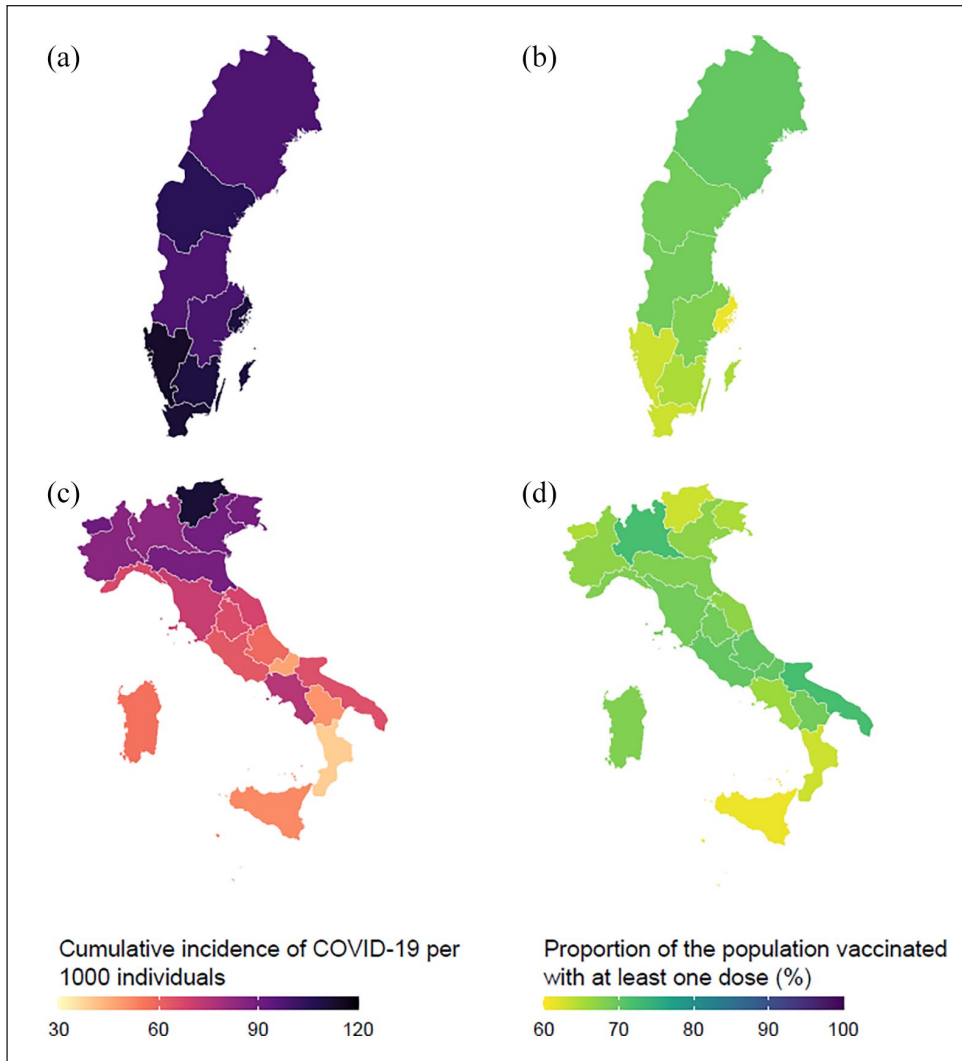 (a)
(b)
(c)
(d)
Cumulative incidence of COVID-19 per
1000 individuals
30 60 90 120
Proportion of the population vaccinated
with at least one dose (%)
60 70 80 90 100